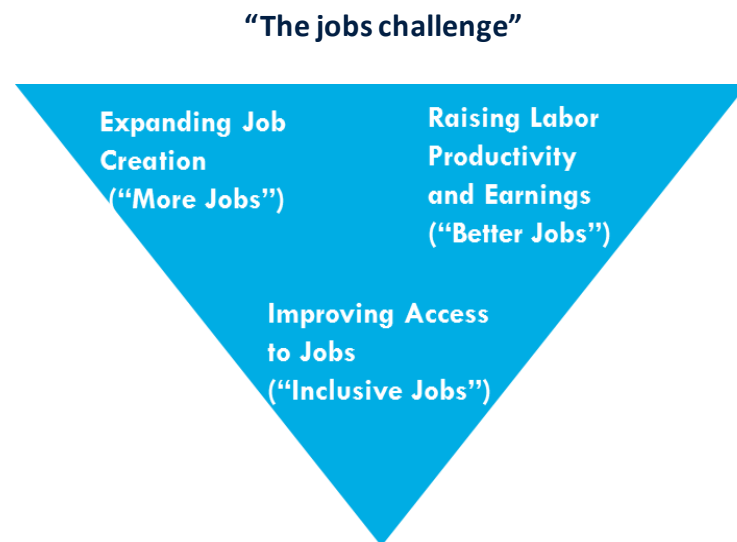 “The jobs challenge”
Expanding Job
Creation
(“More Jobs”)
Raising Labor
Productivity
and Earnings
(“Better Jobs”)
Improving Access
to Jobs
(“Inclusive Jobs”)